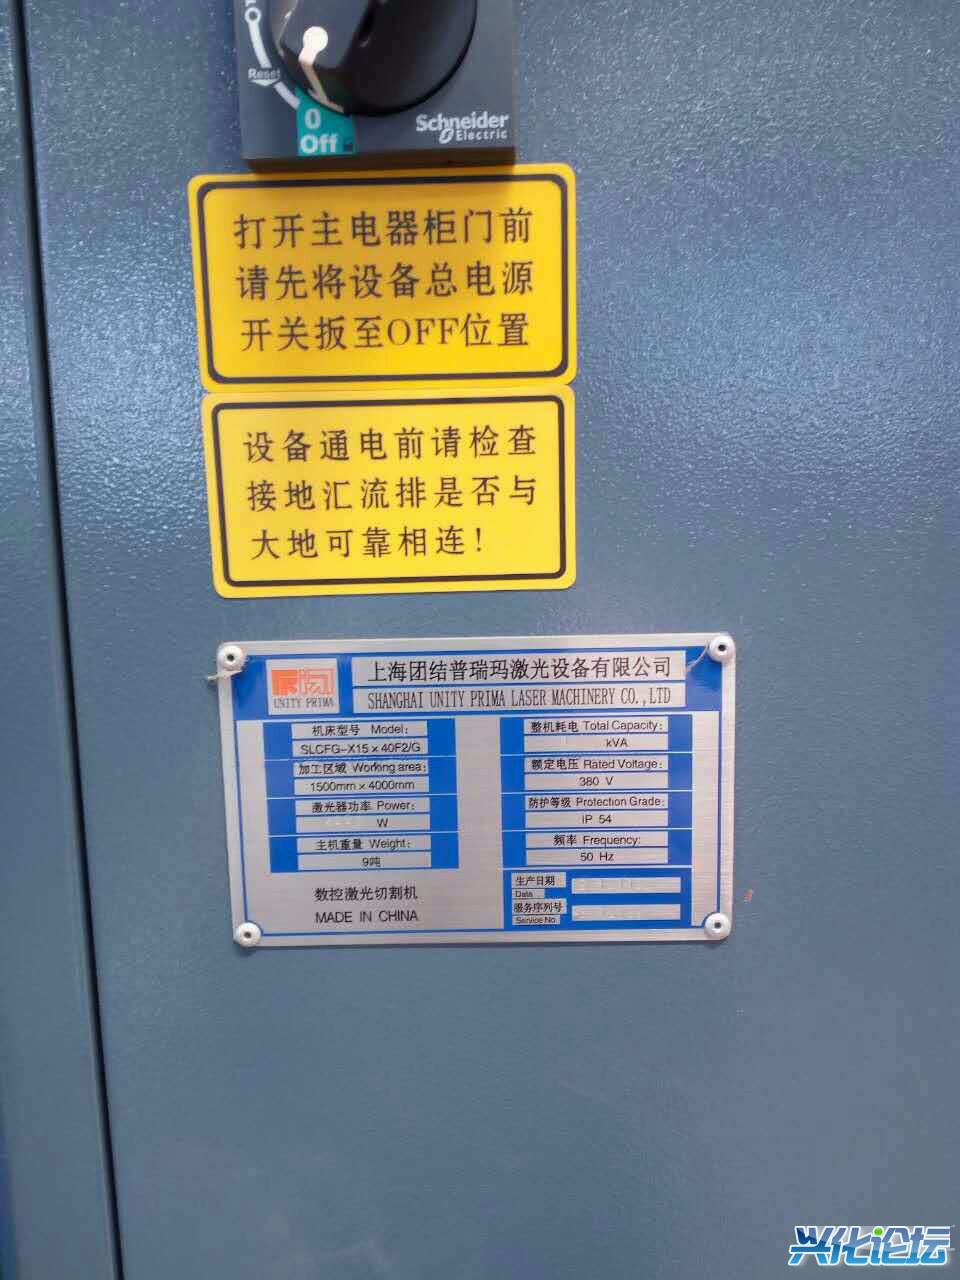 Reset
0
Off
Schneider
Electric
打开主电器柜门前
请先将设备总电源
开关扳至OFF位置
设备通电前请检查
接地汇流排是否与
大地可靠相连!
UNITY PRIMA
上海团结普瑞玛激光设备有限公司
SHANGHAI UNITY PRIMA LASER MACHINERY CO.,LTD
机床型号 Model:
SLCFG-X15×40F2/G
加工区域 Working area:
1500mm×4000mm
激光器功率 Power:
W
主机重量 Weight:
9吨
数控激光切割机
MADE IN CHINA
整机耗电 Total Capacity:
kVA
额定电压 Rated Voltage:
380 V
防护等级 Protection Grade:
IP 54
频率 Frequency:
50 Hz
生产日期
Date
服务序列号
Service No.
兴化论坛